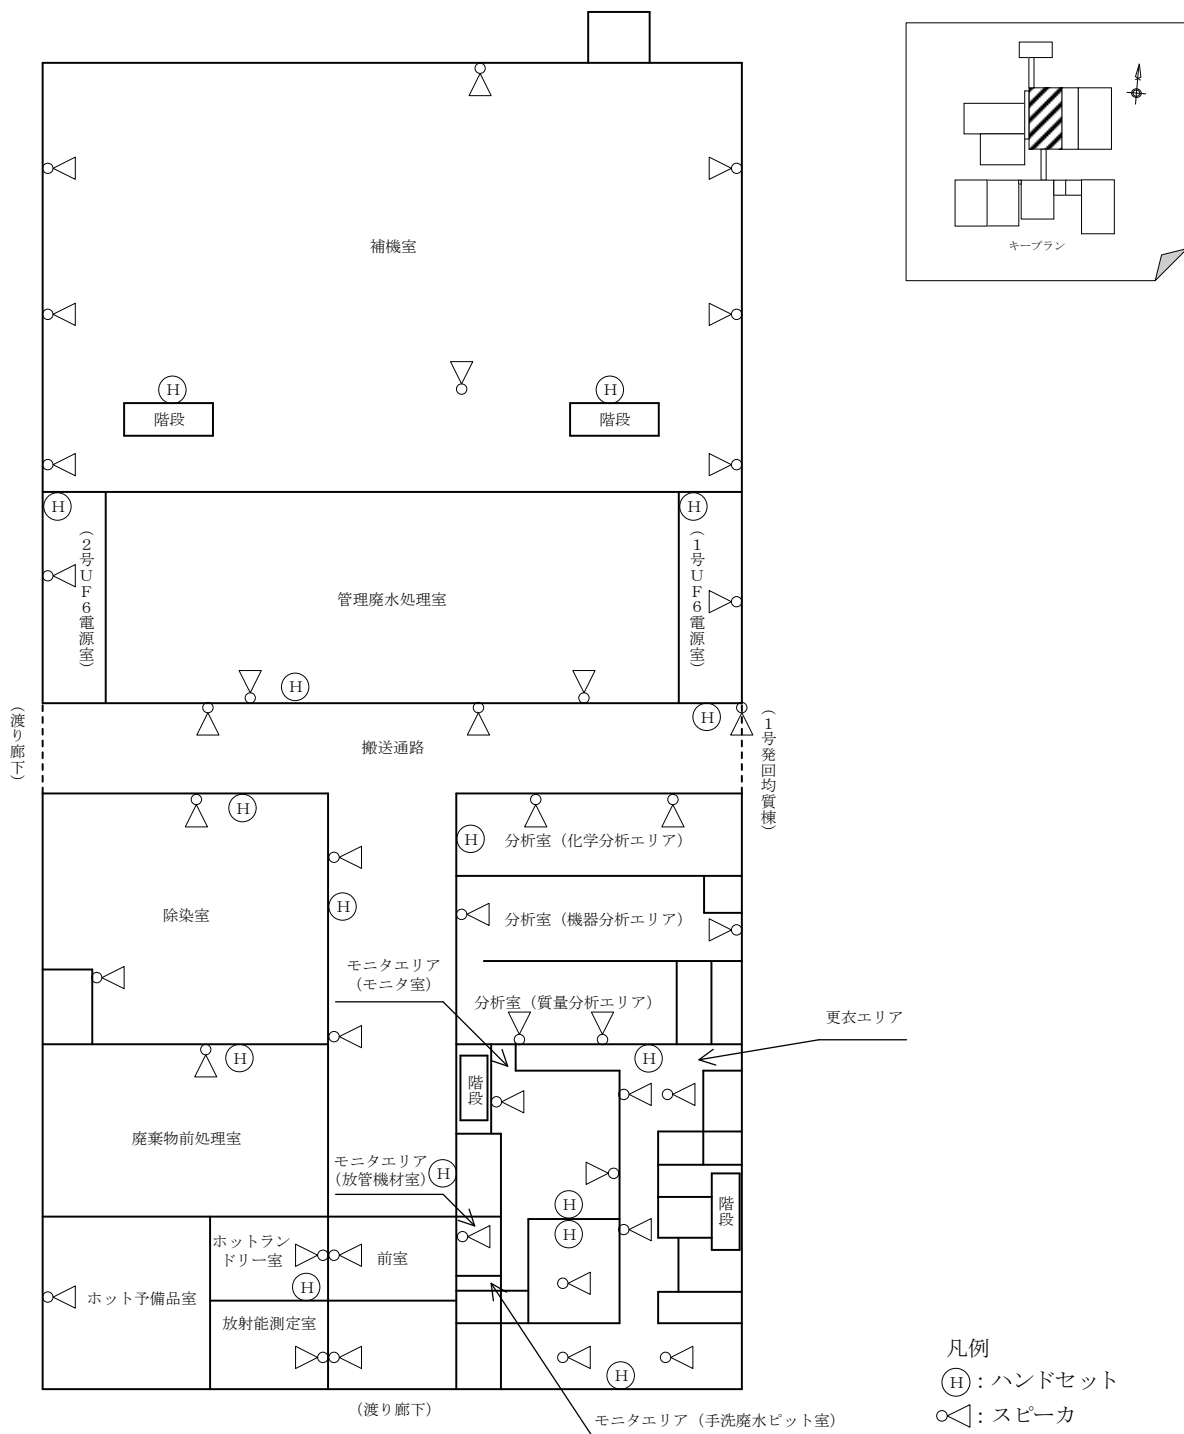 キープラン
補機室
H
H
階段
階段
H
H
(2号UF6電源室)
管理廃水処理室
(1号UF6電源室)
H
H
(渡り廊下)
搬送通路
(1号発回均質棟)
H
H
分析室（化学分析エリア）
H
除染室
分析室（機器分析エリア）
モニタエリア
（モニタ室）
分析室（質量分析エリア）
更衣エリア
H
H
階段
廃棄物前処理室
モニタエリア
（放管機材室）
H
階段
H
H
ホットラン
ドリー室
前室
H
ホット予備品室
放射能測定室
H
（渡り廊下）
モニタエリア（手洗廃水ピット室）
凡例
H：ハンドセット
：スピーカ